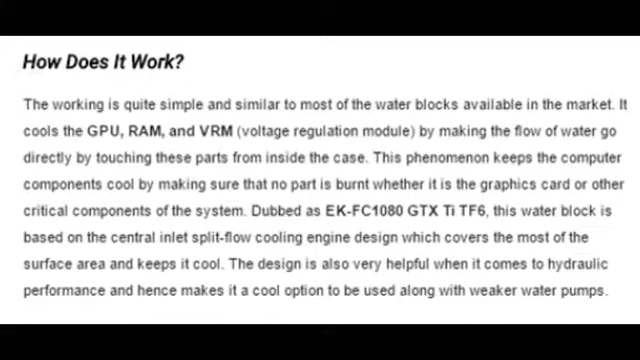 How Does It Work?
The working is quite simple and similar to most of the water blocks available in the market. It
cools the GPU, RAM, and VRM (voltage regulation module) by making the flow of water go
directly by touching these parts from inside the case. This phenomenon keeps the computer
components cool by making sure that no part is burnt whether it is the graphics card or other
critical components of the system. Dubbed as EK-FC1080 GTX Ti TF6, this water block is
based on the central inlet split-flow cooling engine design which covers the most of the
surface area and keeps it cool. The design is also very helpful when it comes to hydraulic
performance and hence makes it a cool option to be used along with weaker water pumps.